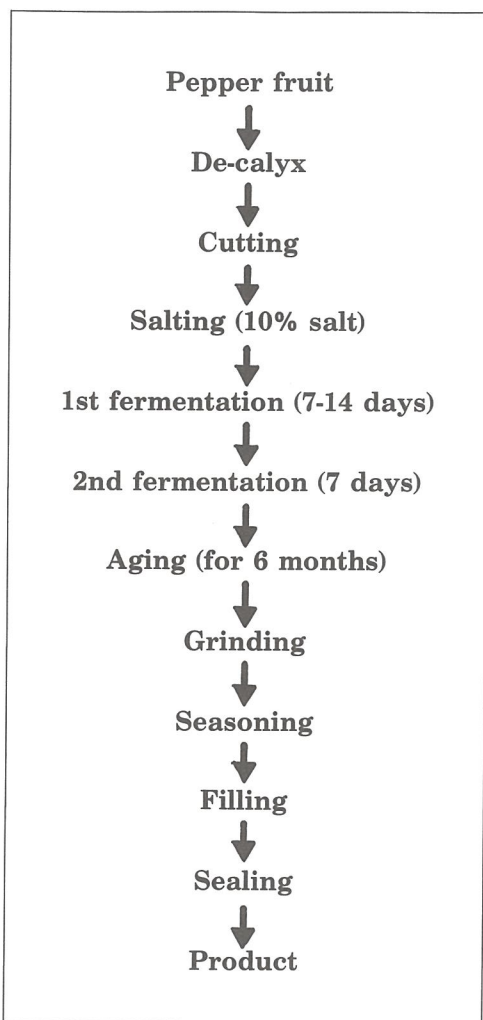 Pepper fruit
De-calyx
Cutting
Salting (10% salt)
1st fermentation (7-14 days)
2nd fermentation (7 days)
Aging (for 6 months)
Grinding
Seasoning
Filling
Sealing
Product